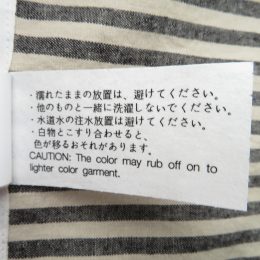 ・濡れたままの放置は、避けてください。
・他のものと一緒に洗濯しないでください。
・水道水の注水放置は避けてください。
・白物とこすり合わせると、
色が移るおそれがあります。
CAUTION: The color may rub off on to
lighter color garment.